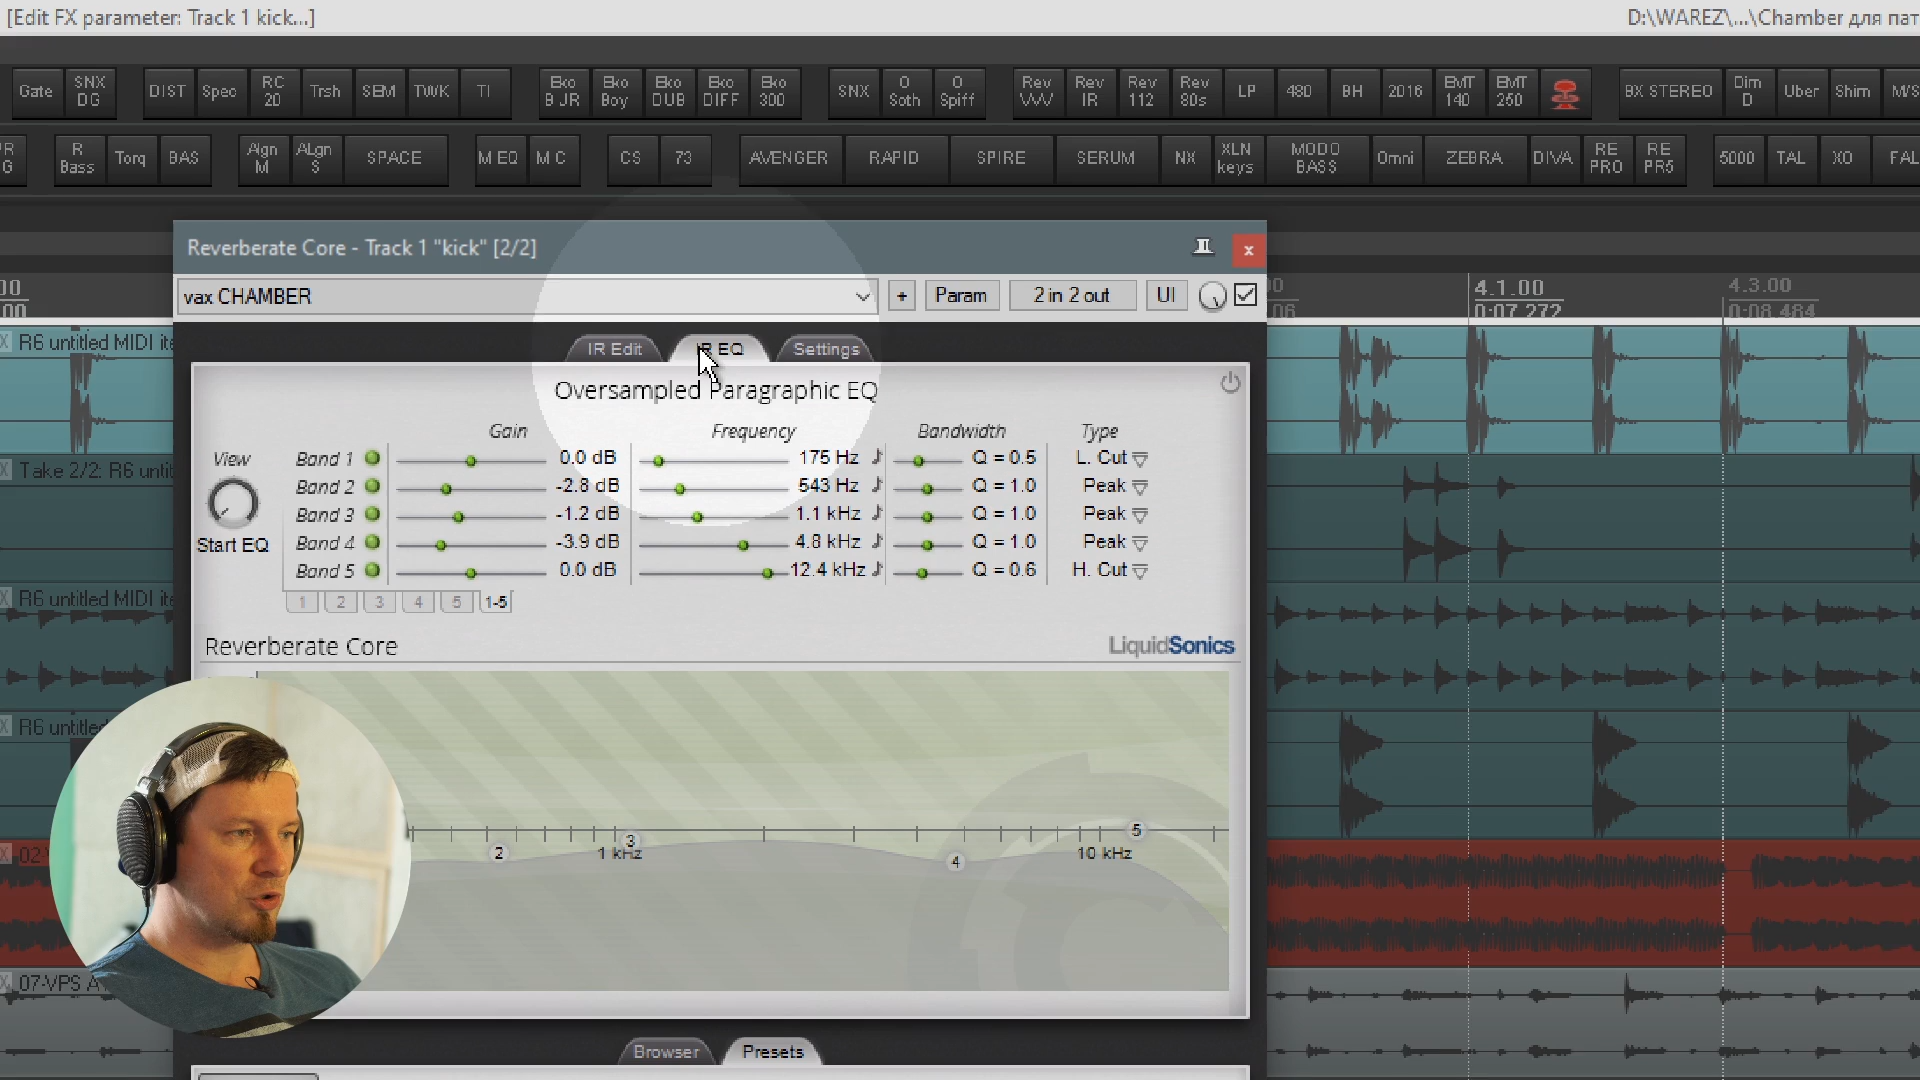 [Edit FX parameter: Track 1 kick...]
D:\WAREZ\...\Chamber для пат
Gate
SNX DG
DIST
Spec
RC 20
Trsh
SEM
TWK
TI
Eko B JR
Eko Boy
Eko DUB
Eko DIFF
Eko 300
SNX
O Soth
O Spiff
Rev VVV
Rev IR
Rev 112
Rev 80s
LP
480
BH
2016
EMT 140
EMT 250
BX STEREO
Dim D
Uber
Shim
M/S
R Bass
Torq
BAS
Algn M
ALgn S
SPACE
M EQ
M C
CS
73
AVENGER
RAPID
SPIRE
SERUM
NX
XLN keys
MODO BASS
Omni
ZEBRA
DIVA
RE PRO
RE PR5
5000
TAL
XO
FAL
Reverberate Core - Track 1 "kick" [2/2]
x
vax CHAMBER
+
Param
2 in 2 out
UI
4.1.00
0:07.272
4.3.00
0:08.484
R6 untitled MIDI ite
Take 2/2: R6 untit
R6 untitled MIDI ite
R6 untitled
02-
07-VPS A
IR Edit
IR EQ
Settings
Oversampled Paragraphic EQ
Gain Frequency Bandwidth Type
View
Start EQ
Band 1 0.0 dB 175 Hz Q = 0.5 L. Cut
Band 2 -2.8 dB 543 Hz Q = 1.0 Peak
Band 3 -1.2 dB 1.1 kHz Q = 1.0 Peak
Band 4 -3.9 dB 4.8 kHz Q = 1.0 Peak
Band 5 0.0 dB 12.4 kHz Q = 0.6 H. Cut
1 2 3 4 5 1-5
Reverberate Core
LiquidSonics
2 3 4 5
1 kHz 10 kHz
Browser
Presets